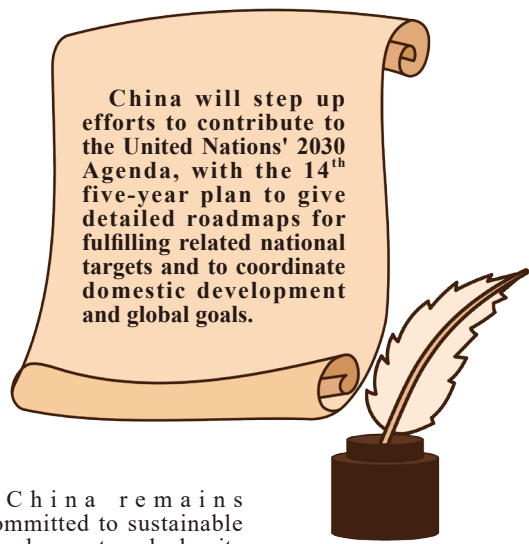 China will step up
efforts to contribute to
the United Nations' 2030
Agenda, with the 14th
five-year plan to give
detailed roadmaps for
fulfilling related national
targets and to coordinate
domestic development
and global goals.
China remains
ommitted to sustainable